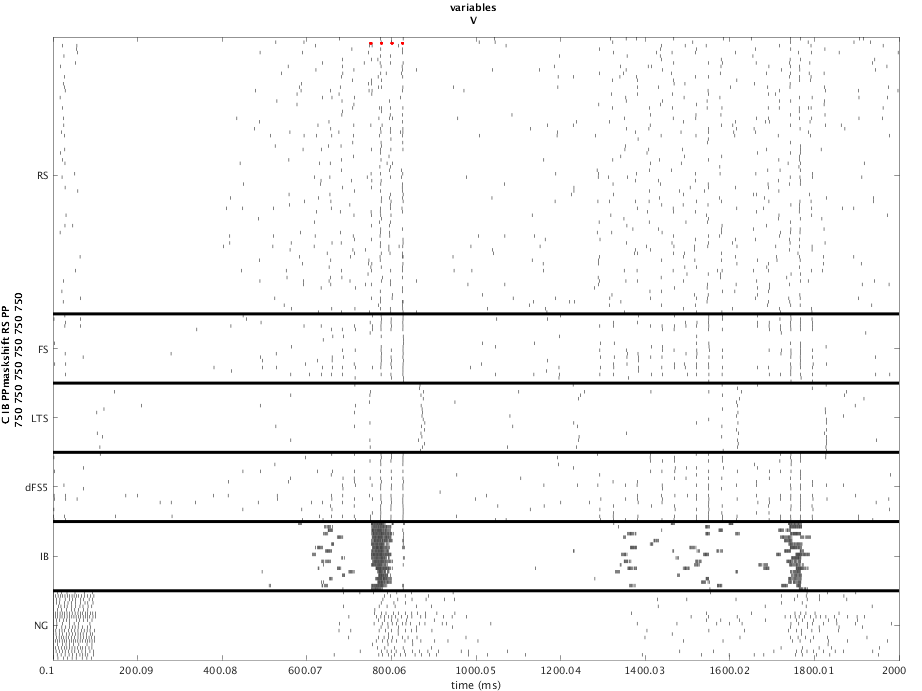 variables
V
C IB PPmaskshift RS PP
750 750 750 750 750 750
RS
FS
LTS
dFS5
IB
NG
0.1 200.09 400.08 600.07 800.06 1000.05 1200.04 1400.03 1600.02 1800.01 2000
time (ms)